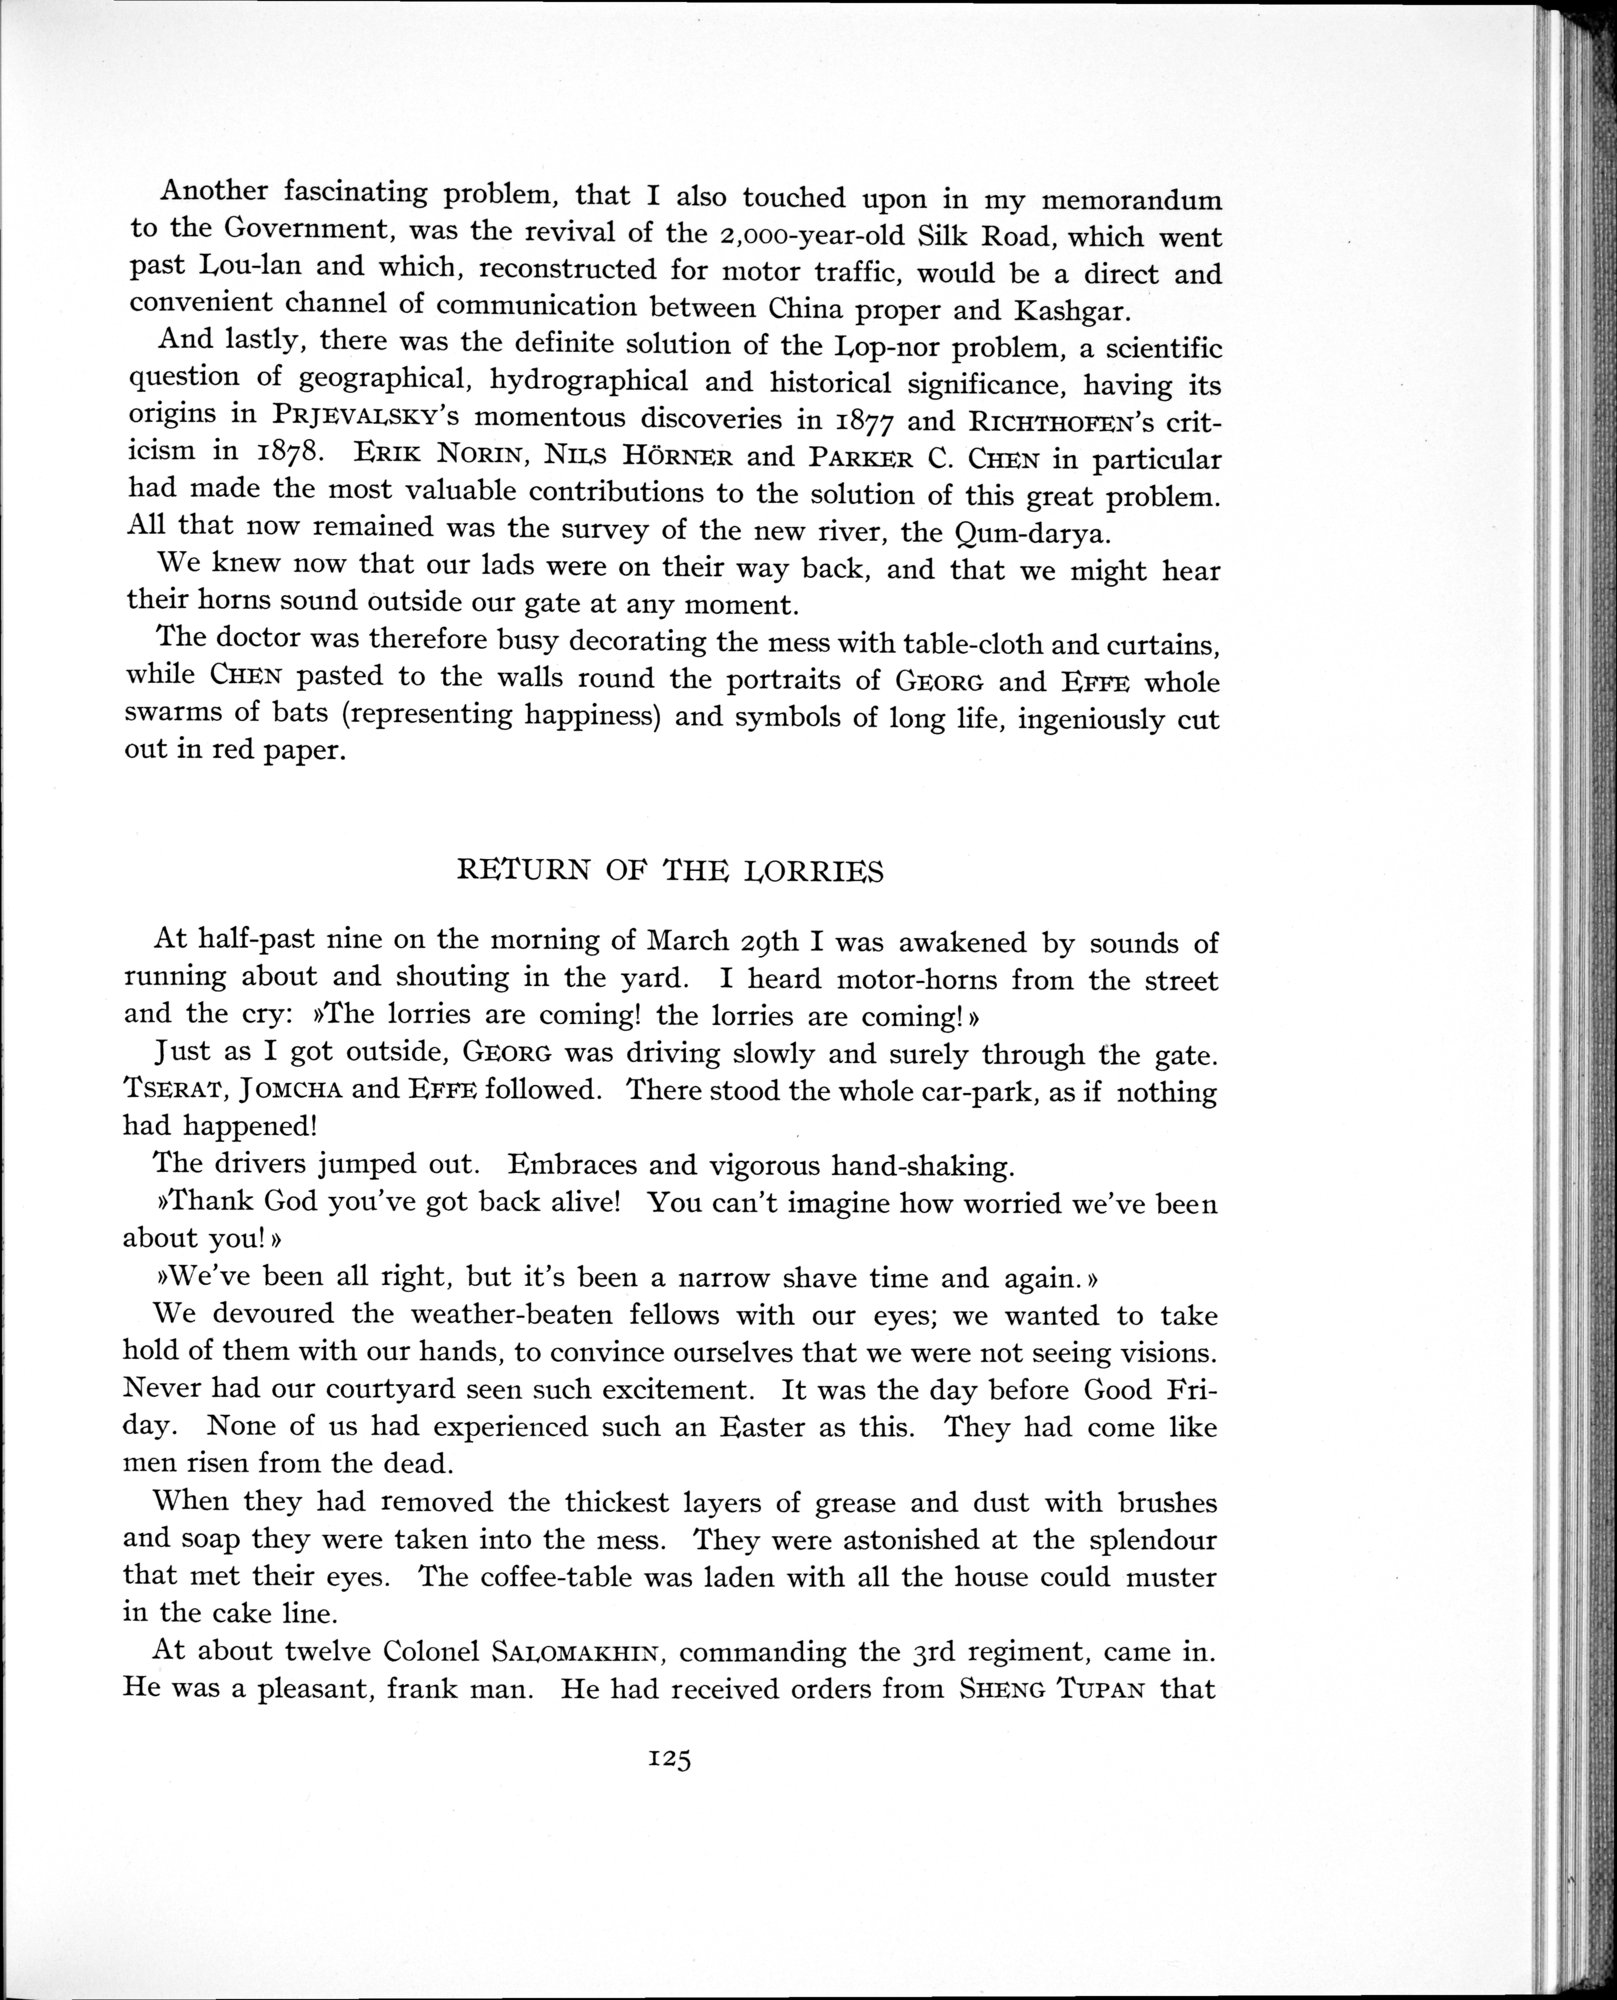 Another fascinating problem, that I also touched upon in my memorandum
to the Government, was the revival of the 2,000-year-old Silk Road, which went
past Lou-lan and which, reconstructed for motor traffic, would be a direct and
convenient channel of communication between China proper and Kashgar.
And lastly, there was the definite solution of the Lop-nor problem, a scientific
question of geographical, hydrographical and historical significance, having its
origins in PRJEVALSKY's momentous discoveries in 1877 and RICHTHOFEN's crit-
icism in 1878. ERIK NORIN, NILS HÖRNER and PARKER C. CHEN in particular
had made the most valuable contributions to the solution of this great problem.
All that now remained was the survey of the new river, the Qum-darya.
We knew now that our lads were on their way back, and that we might hear
their horns sound outside our gate at any moment.
The doctor was therefore busy decorating the mess with table-cloth and curtains,
while CHEN pasted to the walls round the portraits of GEORG and EFFE whole
swarms of bats (representing happiness) and symbols of long life, ingeniously cut
out in red paper.
RETURN OF THE LORRIES
At half-past nine on the morning of March 29th I was awakened by sounds of
running about and shouting in the yard. I heard motor-horns from the street
and the cry: »The lorries are coming! the lorries are coming!»
Just as I got outside, GEORG was driving slowly and surely through the gate.
TSERAT, JOMCHA and EFFE followed. There stood the whole car-park, as if nothing
had happened!
The drivers jumped out. Embraces and vigorous hand-shaking.
»Thank God you've got back alive! You can't imagine how worried we've been
about you!»
»We've been all right, but it's been a narrow shave time and again.»
We devoured the weather-beaten fellows with our eyes; we wanted to take
hold of them with our hands, to convince ourselves that we were not seeing visions.
Never had our courtyard seen such excitement. It was the day before Good Fri-
day. None of us had experienced such an Easter as this. They had come like
men risen from the dead.
When they had removed the thickest layers of grease and dust with brushes
and soap they were taken into the mess. They were astonished at the splendour
that met their eyes. The coffee-table was laden with all the house could muster
in the cake line.
At about twelve Colonel SALOMAKHIN, commanding the 3rd regiment, came in.
He was a pleasant, frank man. He had received orders from SHENG TUPAN that
125